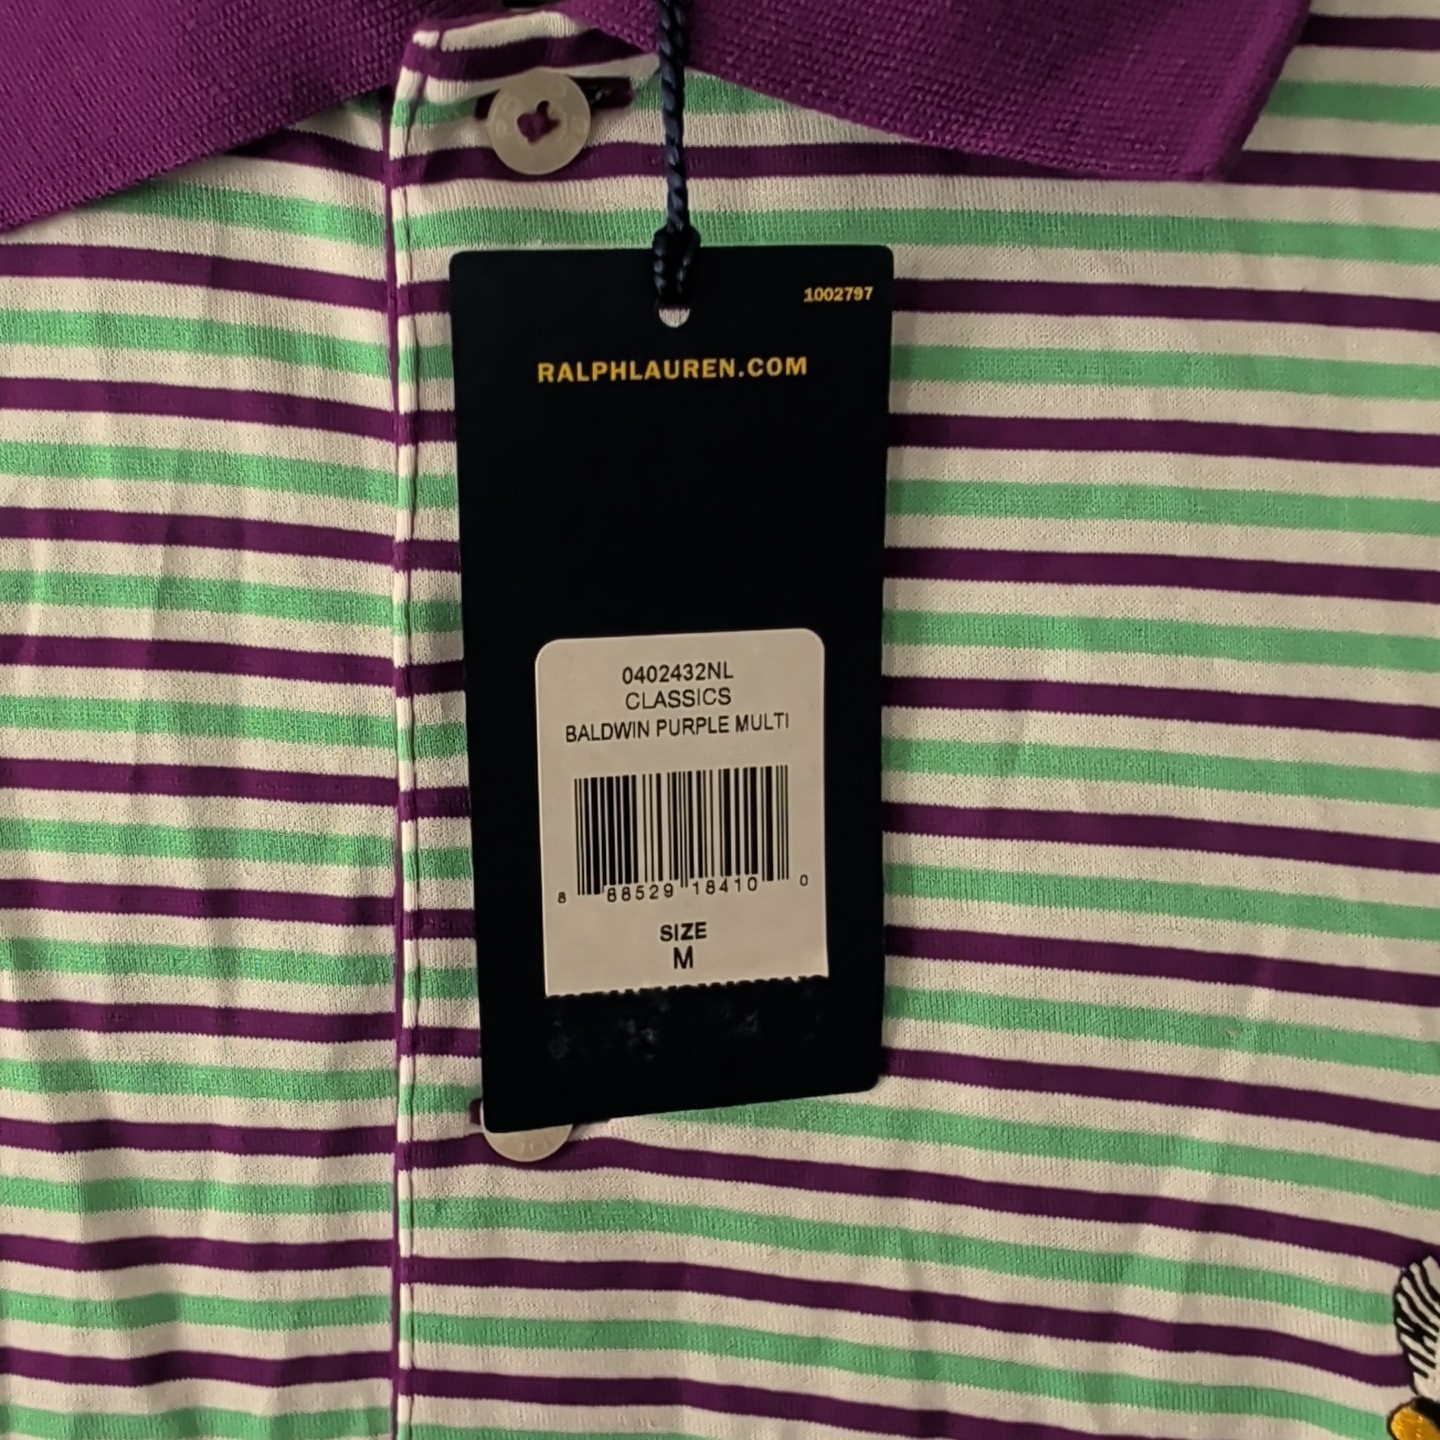 1002797
RALPHLAUREN.COM
0402432NL
CLASSICS
BALDWIN PURPLE MULTI
8 88529 18410 0
SIZE
M